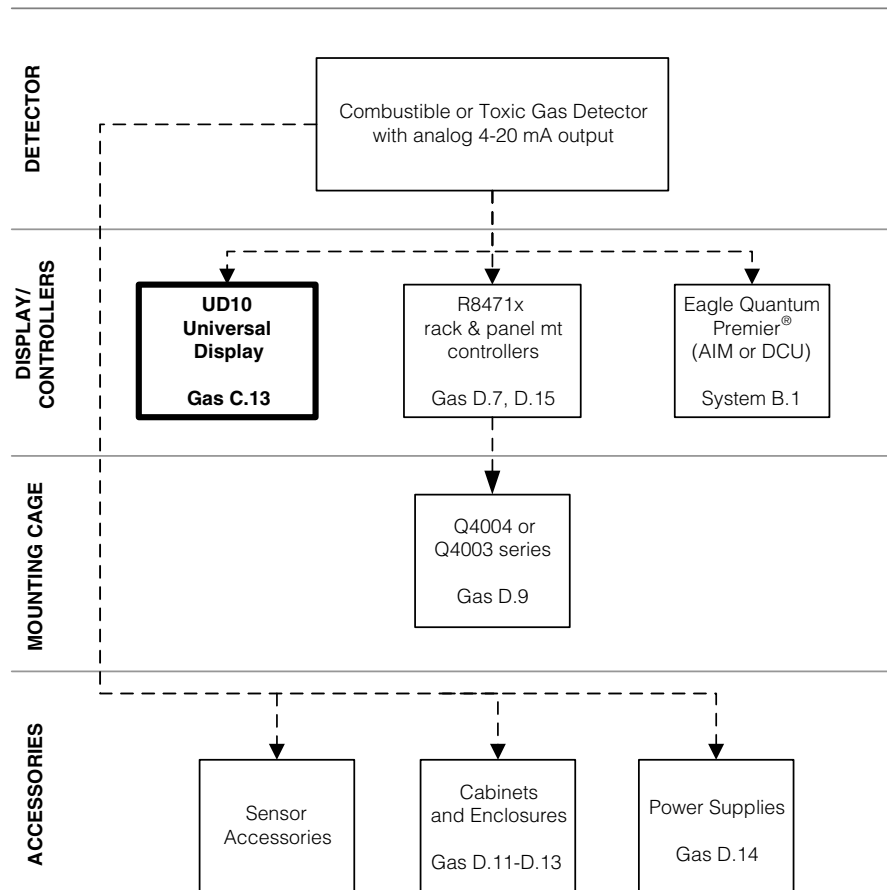 DETECTOR
Combustible or Toxic Gas Detector
with analog 4-20 mA output
DISPLAY/
CONTROLLERS
UD10
Universal
Display
Gas C.13
R8471x
rack & panel mt
controllers
Gas D.7, D.15
Eagle Quantum
Premier®
(AIM or DCU)
System B.1
MOUNTING CAGE
Q4004 or
Q4003 series
Gas D.9
ACCESSORIES
Sensor
Accessories
Cabinets
and Enclosures
Gas D.11-D.13
Power Supplies
Gas D.14